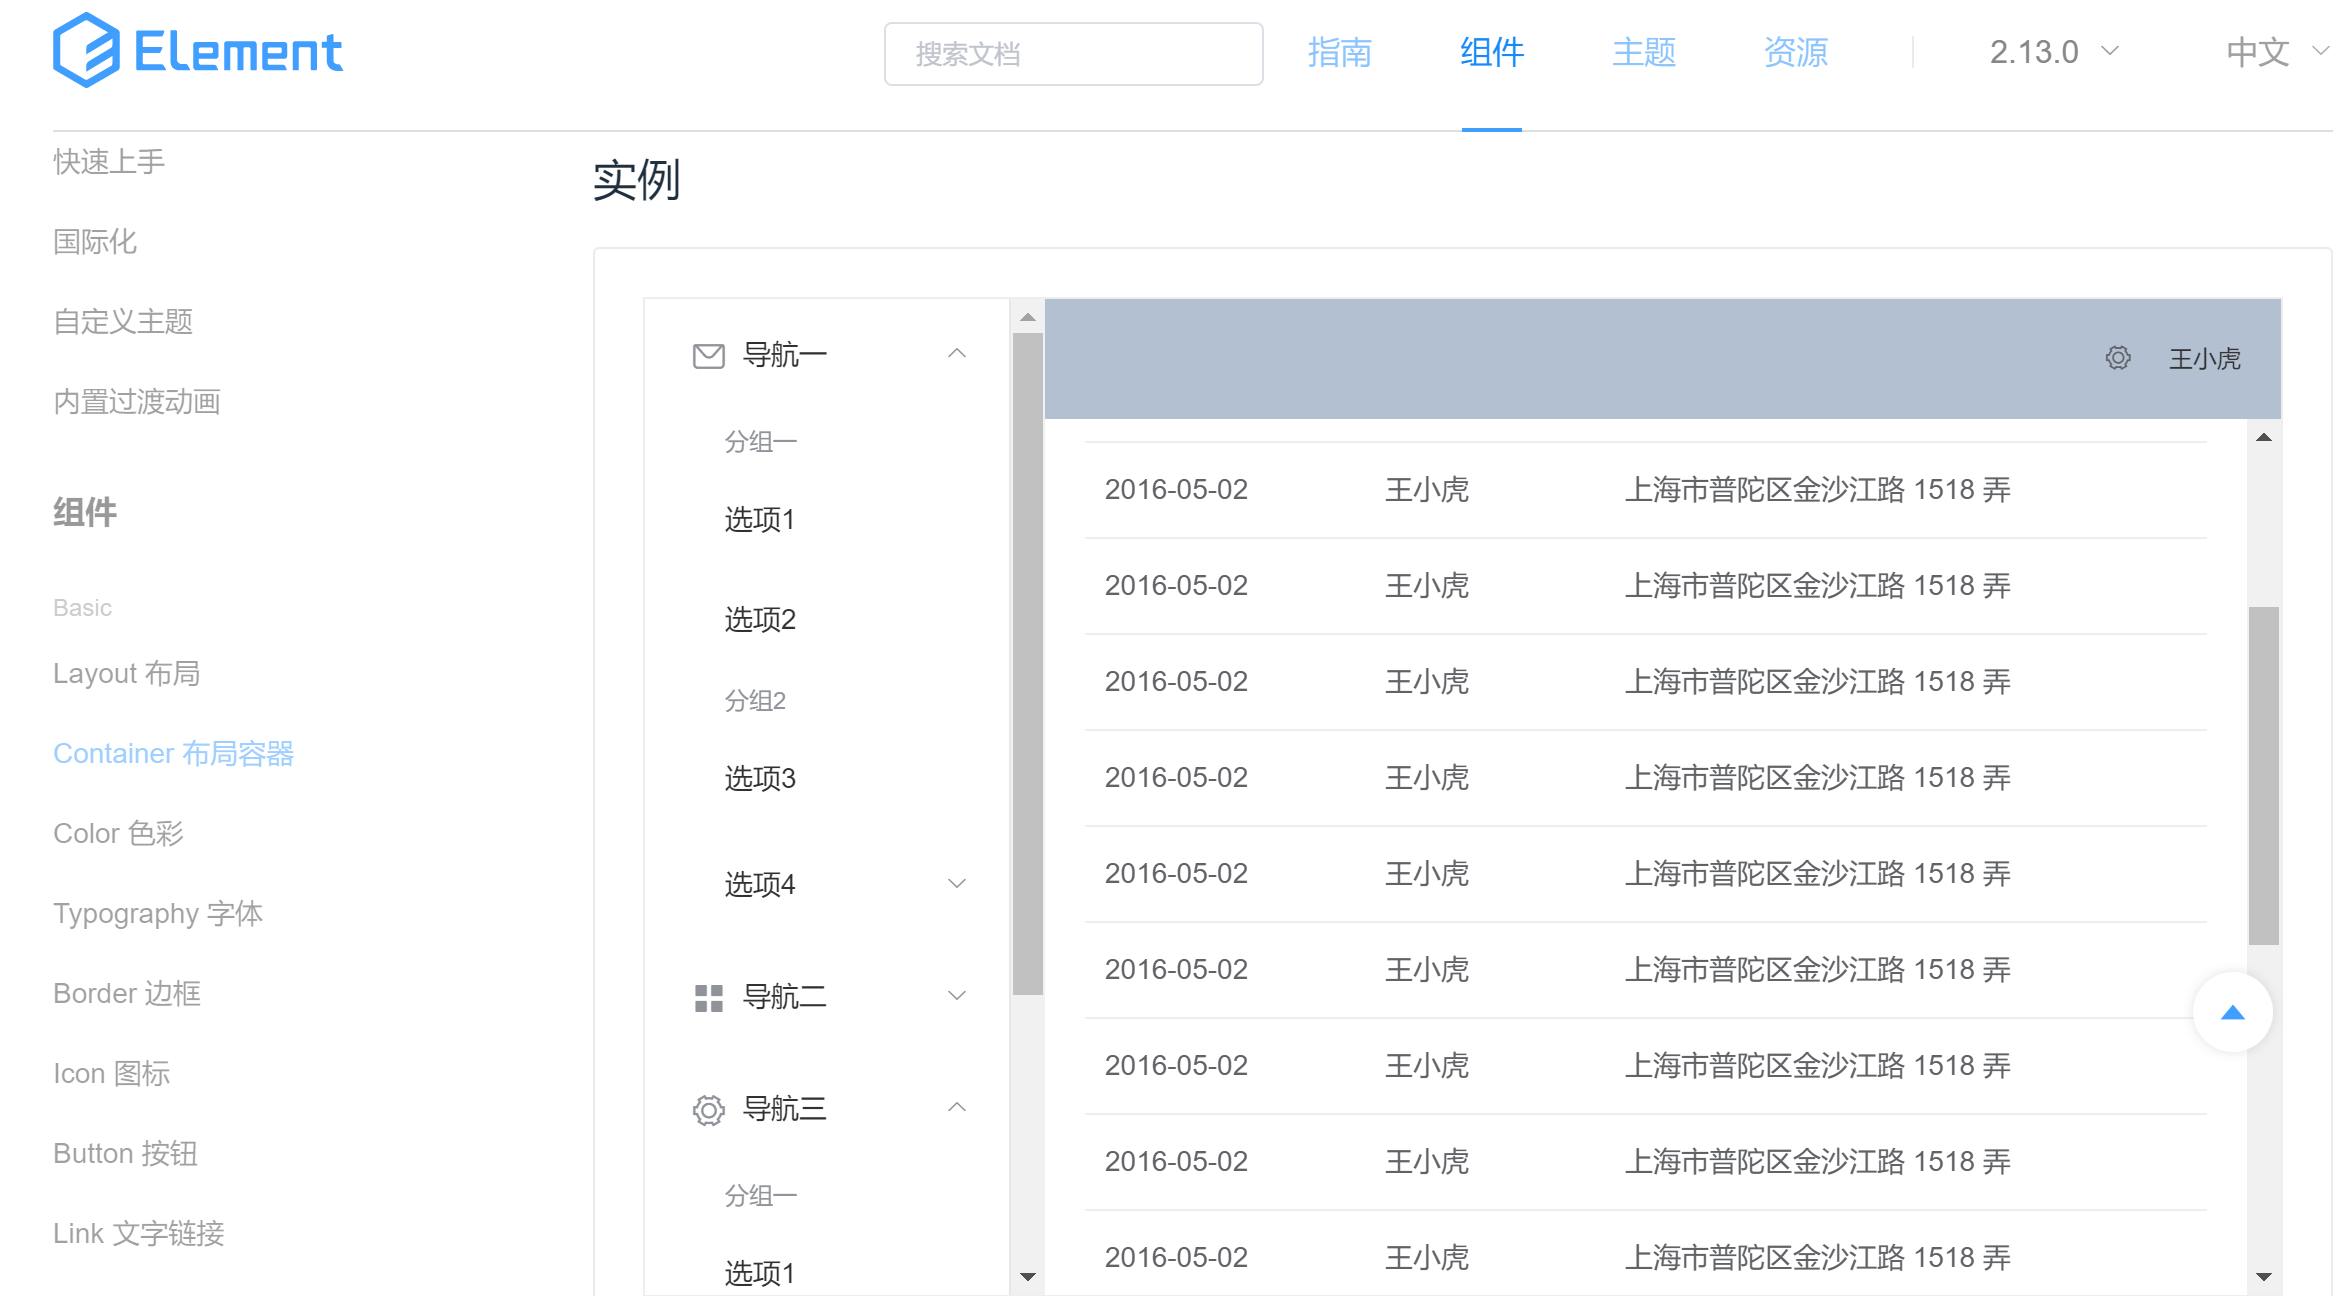 Element
搜索文档
指南
组件
主题
资源
2.13.0
中文
快速上手
国际化
自定义主题
内置过渡动画
组件
Basic
Layout 布局
Container 布局容器
Color 色彩
Typography 字体
Border 边框
Icon 图标
Button 按钮
Link 文字链接
实例
导航一
分组一
选项1
选项2
分组2
选项3
选项4
导航二
导航三
分组一
选项1
王小虎
2016-05-02 王小虎 上海市普陀区金沙江路 1518 弄
2016-05-02 王小虎 上海市普陀区金沙江路 1518 弄
2016-05-02 王小虎 上海市普陀区金沙江路 1518 弄
2016-05-02 王小虎 上海市普陀区金沙江路 1518 弄
2016-05-02 王小虎 上海市普陀区金沙江路 1518 弄
2016-05-02 王小虎 上海市普陀区金沙江路 1518 弄
2016-05-02 王小虎 上海市普陀区金沙江路 1518 弄
2016-05-02 王小虎 上海市普陀区金沙江路 1518 弄
2016-05-02 王小虎 上海市普陀区金沙江路 1518 弄